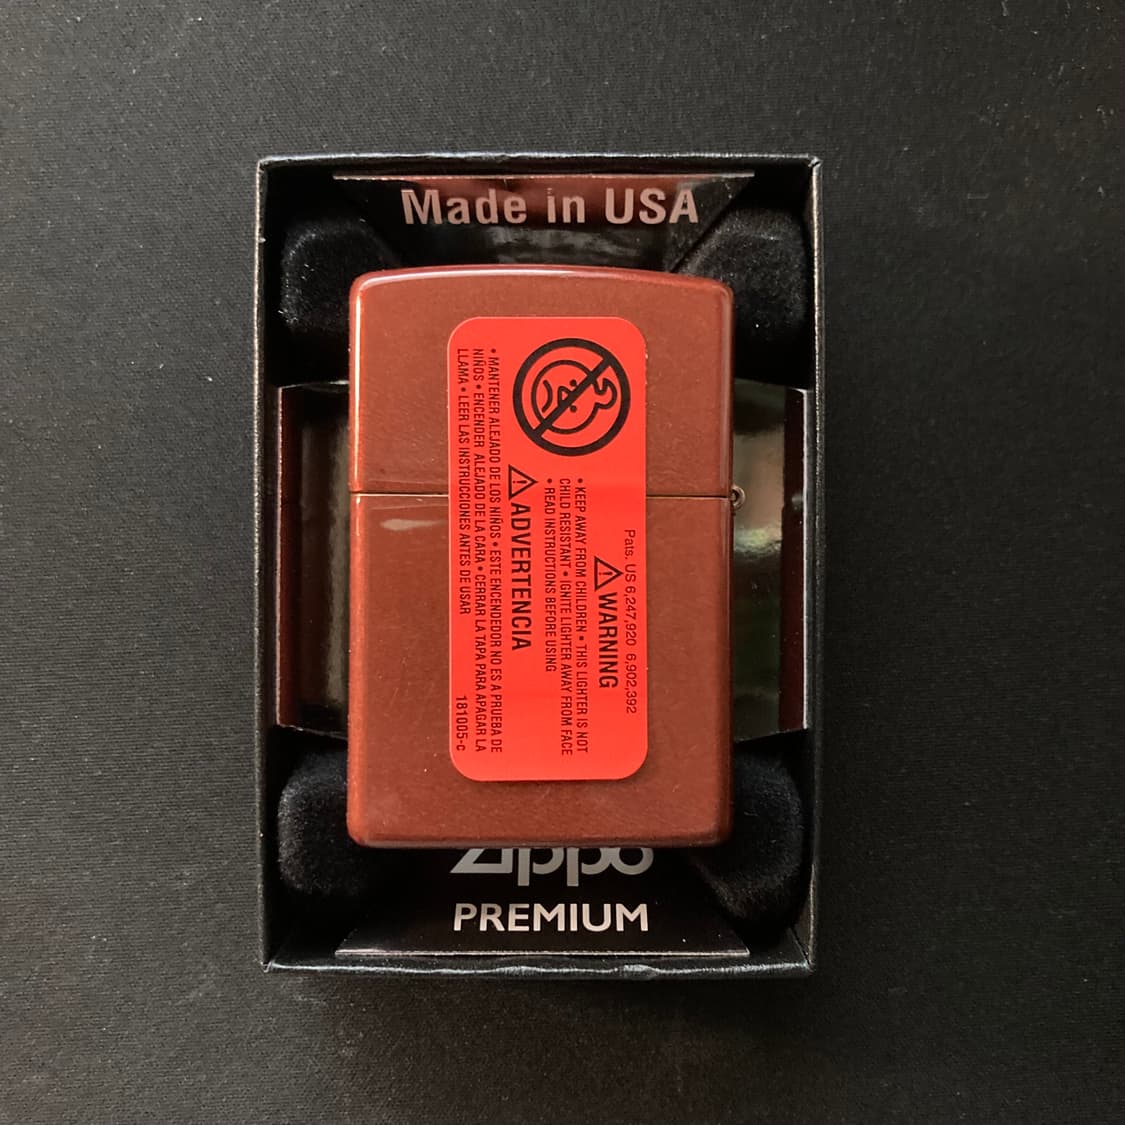 Made in USA
Pats. US 6,247,920 6,902,392
WARNING
• KEEP AWAY FROM CHILDREN • THIS LIGHTER IS NOT
CHILD RESISTANT • IGNITE LIGHTER AWAY FROM FACE
• READ INSTRUCTIONS BEFORE USING
ADVERTENCIA
• MANTENER ALEJADO DE LOS NIÑOS • ESTE ENCENDEDOR NO ES A PRUEBA DE
NIÑOS • ENCENDER ALEJADO DE LA CARA • CERRAR LA TAPA PARA APAGAR LA
LLAMA • LEER LAS INSTRUCCIONES ANTES DE USAR
181005-c
Zippo
PREMIUM